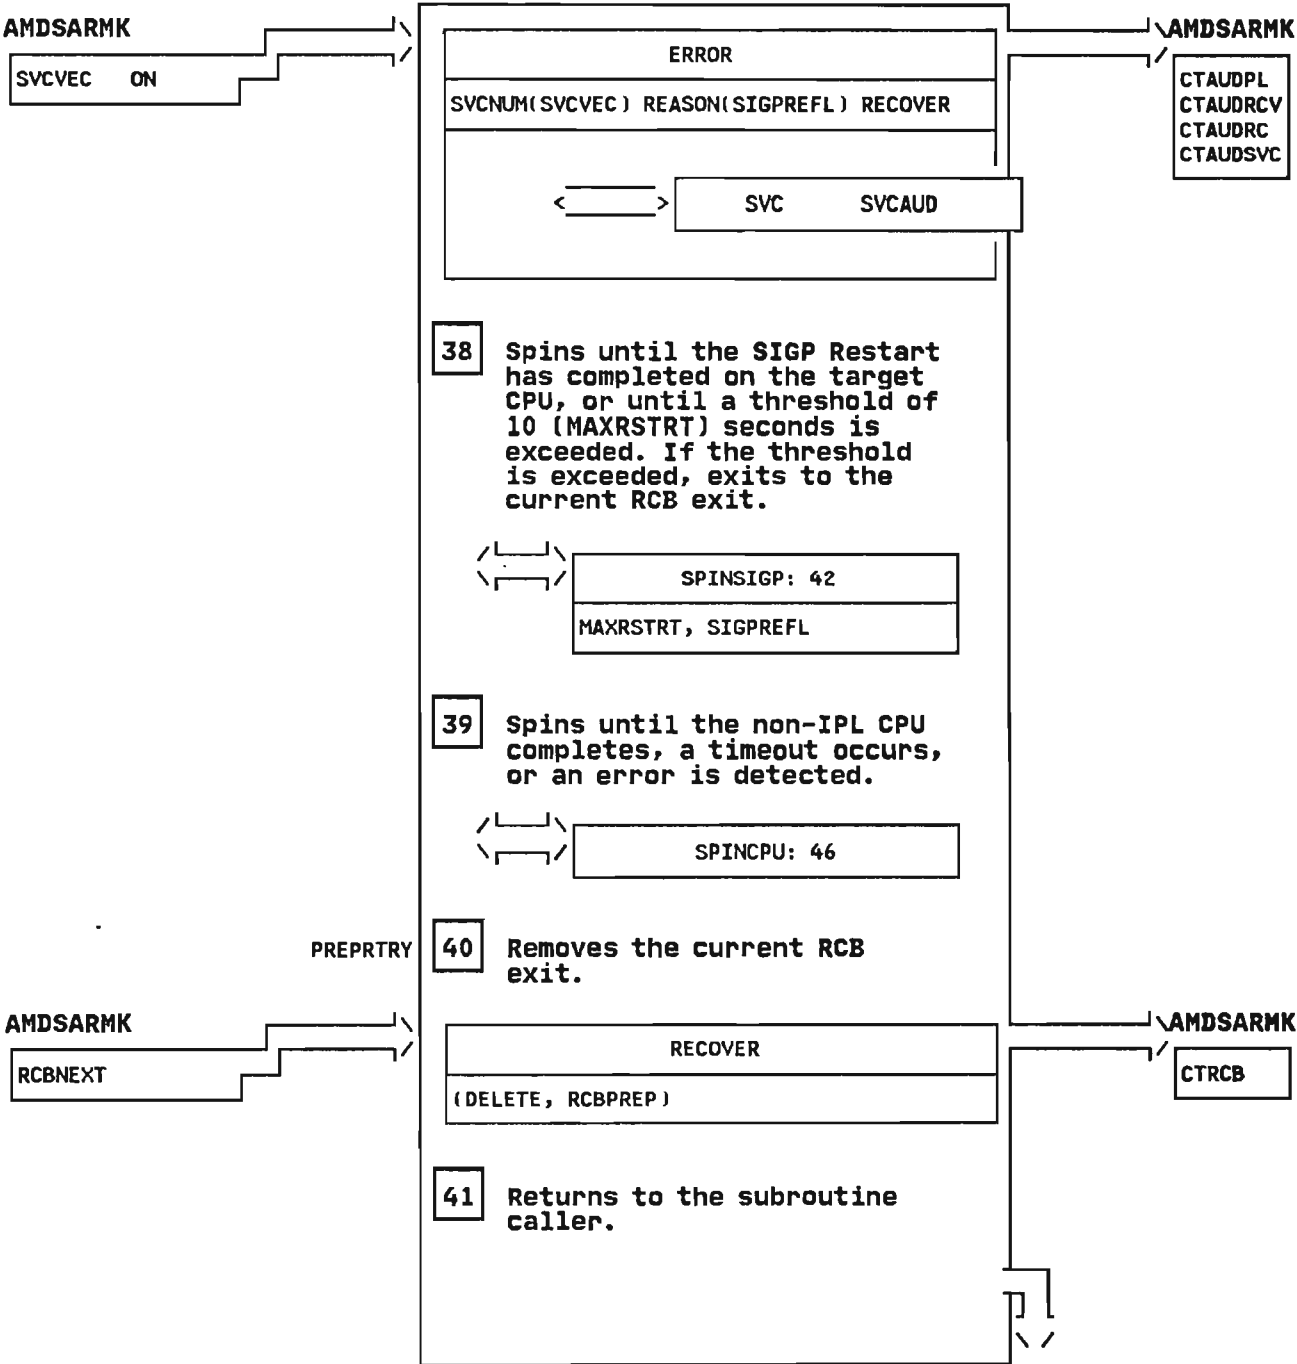 AMDSARMK
SVCVEC ON
ERROR
SVCNUM(SVCVEC) REASON(SIGPREFL) RECOVER
SVC SVCAUD
AMDSARMK
CTAUDPL
CTAUDRCV
CTAUDRC
CTAUDSVC
38 Spins until the SIGP Restart
has completed on the target
CPU, or until a threshold of
10 (MAXRSTRT) seconds is
exceeded. If the threshold
is exceeded, exits to the
current RCB exit.
SPINSIGP: 42
MAXRSTRT, SIGPREFL
39 Spins until the non-IPL CPU
completes, a timeout occurs,
or an error is detected.
SPINCPU: 46
PREPRTRY 40 Removes the current RCB
exit.
AMDSARMK
RCBNEXT
RECOVER
(DELETE, RCBPREP)
AMDSARMK
CTRCB
41 Returns to the subroutine
caller.